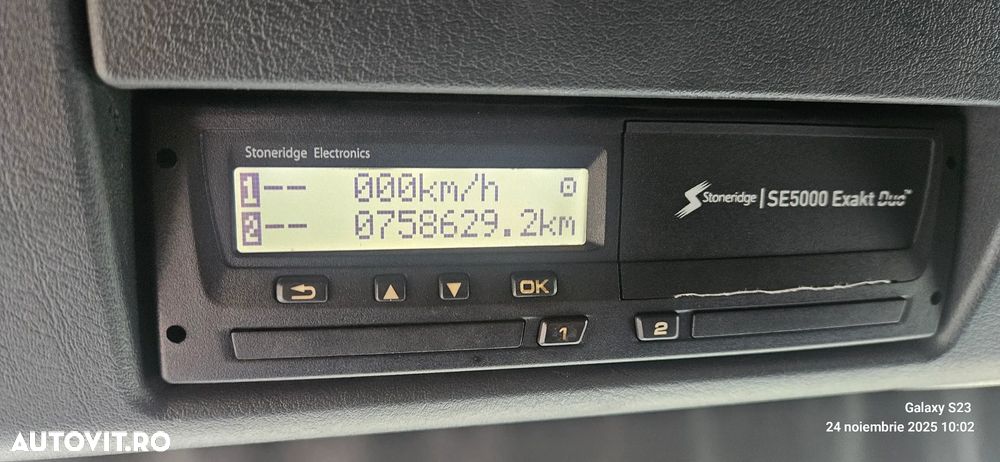 Stoneridge Electronics
1-- 000km/h
2-- 0758629.2km
Stoneridge | SE5000 Exakt Duo™
OK
1
2
Galaxy S23
24 noiembrie 2025 10:02
AUTOVIT.RO